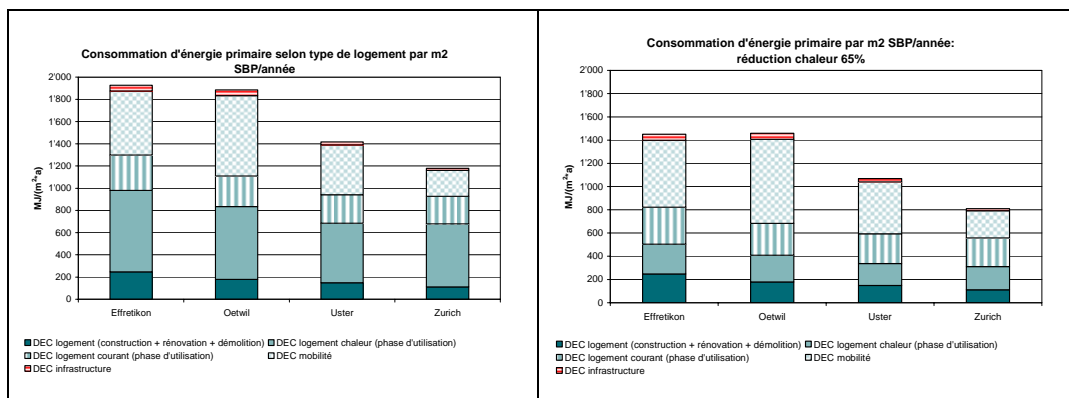 Consommation d'énergie primaire selon type de logement par m2
SBP/année
MJ/(m²*a)
2'000
1'800
1'600
1'400
1'200
1'000
800
600
400
200
0
Effretikon Oetwil Uster Zurich
DEC logement (construction + rénovation + démolition) DEC logement chaleur (phase d'utilisation)
DEC logement courant (phase d'utilisation) DEC mobilité
DEC infrastructure
Consommation d'énergie primaire par m2 SBP/année:
réduction chaleur 65%
MJ/(m²*a)
2'000
1'800
1'600
1'400
1'200
1'000
800
600
400
200
0
Effretikon Oetwil Uster Zurich
DEC logement (construction + rénovation + démolition) DEC logement chaleur (phase d'utilisation)
DEC logement courant (phase d'utilisation) DEC mobilité
DEC infrastructure